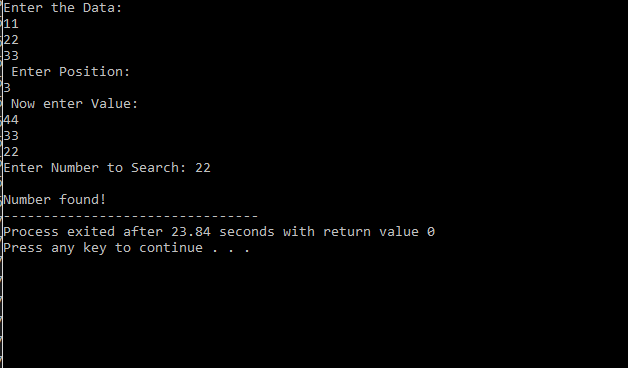 Enter the Data:
11
22
33
 Enter Position:
3
 Now enter Value:
44
33
22
Enter Number to Search: 22

Number found!
--------------------------------
Process exited after 23.84 seconds with return value 0
Press any key to continue . . .